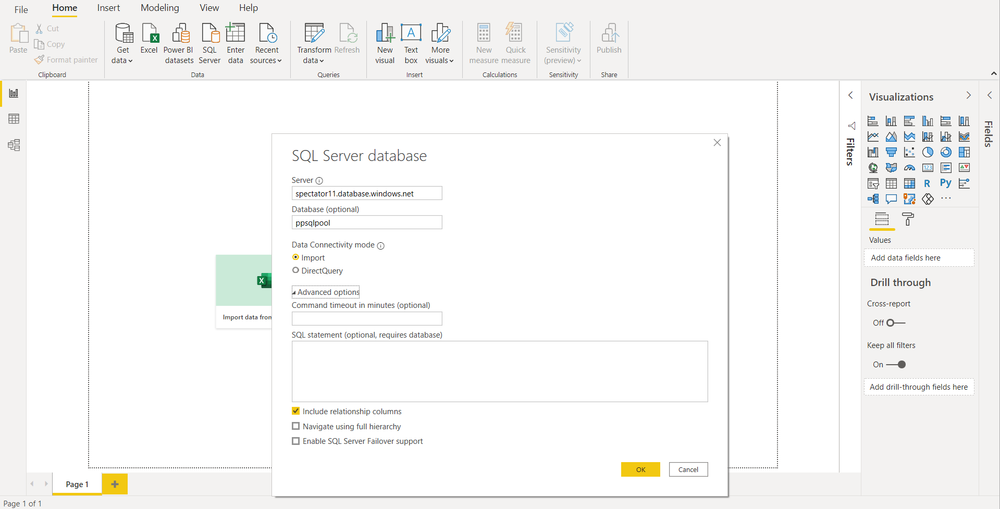 File Home Insert Modeling View Help
Paste
Cut
Copy
Format painter
Clipboard
Get
data
Excel
Power BI
datasets
SQL
Server
Enter
data
Recent
sources
Data
Transform
data
Refresh
Queries
New
visual
A
Text
box
More
visuals
Insert
New
measure
Quick
measure
Calculations
Sensitivity
(preview)
Sensitivity
Publish
Share
X
Import data from
SQL Server database
Server
spectator11.database.windows.net
Database (optional)
ppsqlpool
Data Connectivity mode
Import
DirectQuery
Advanced options
Command timeout in minutes (optional)
SQL statement (optional, requires database)
Include relationship columns
Navigate using full hierarchy
Enable SQL Server Failover support
OK Cancel
Filters
Visualizations
123
R Py
...
Values
Add data fields here
Drill through
Cross-report
Off
Keep all filters
On
Add drill-through fields here
Fields
Page 1
Page 1 of 1